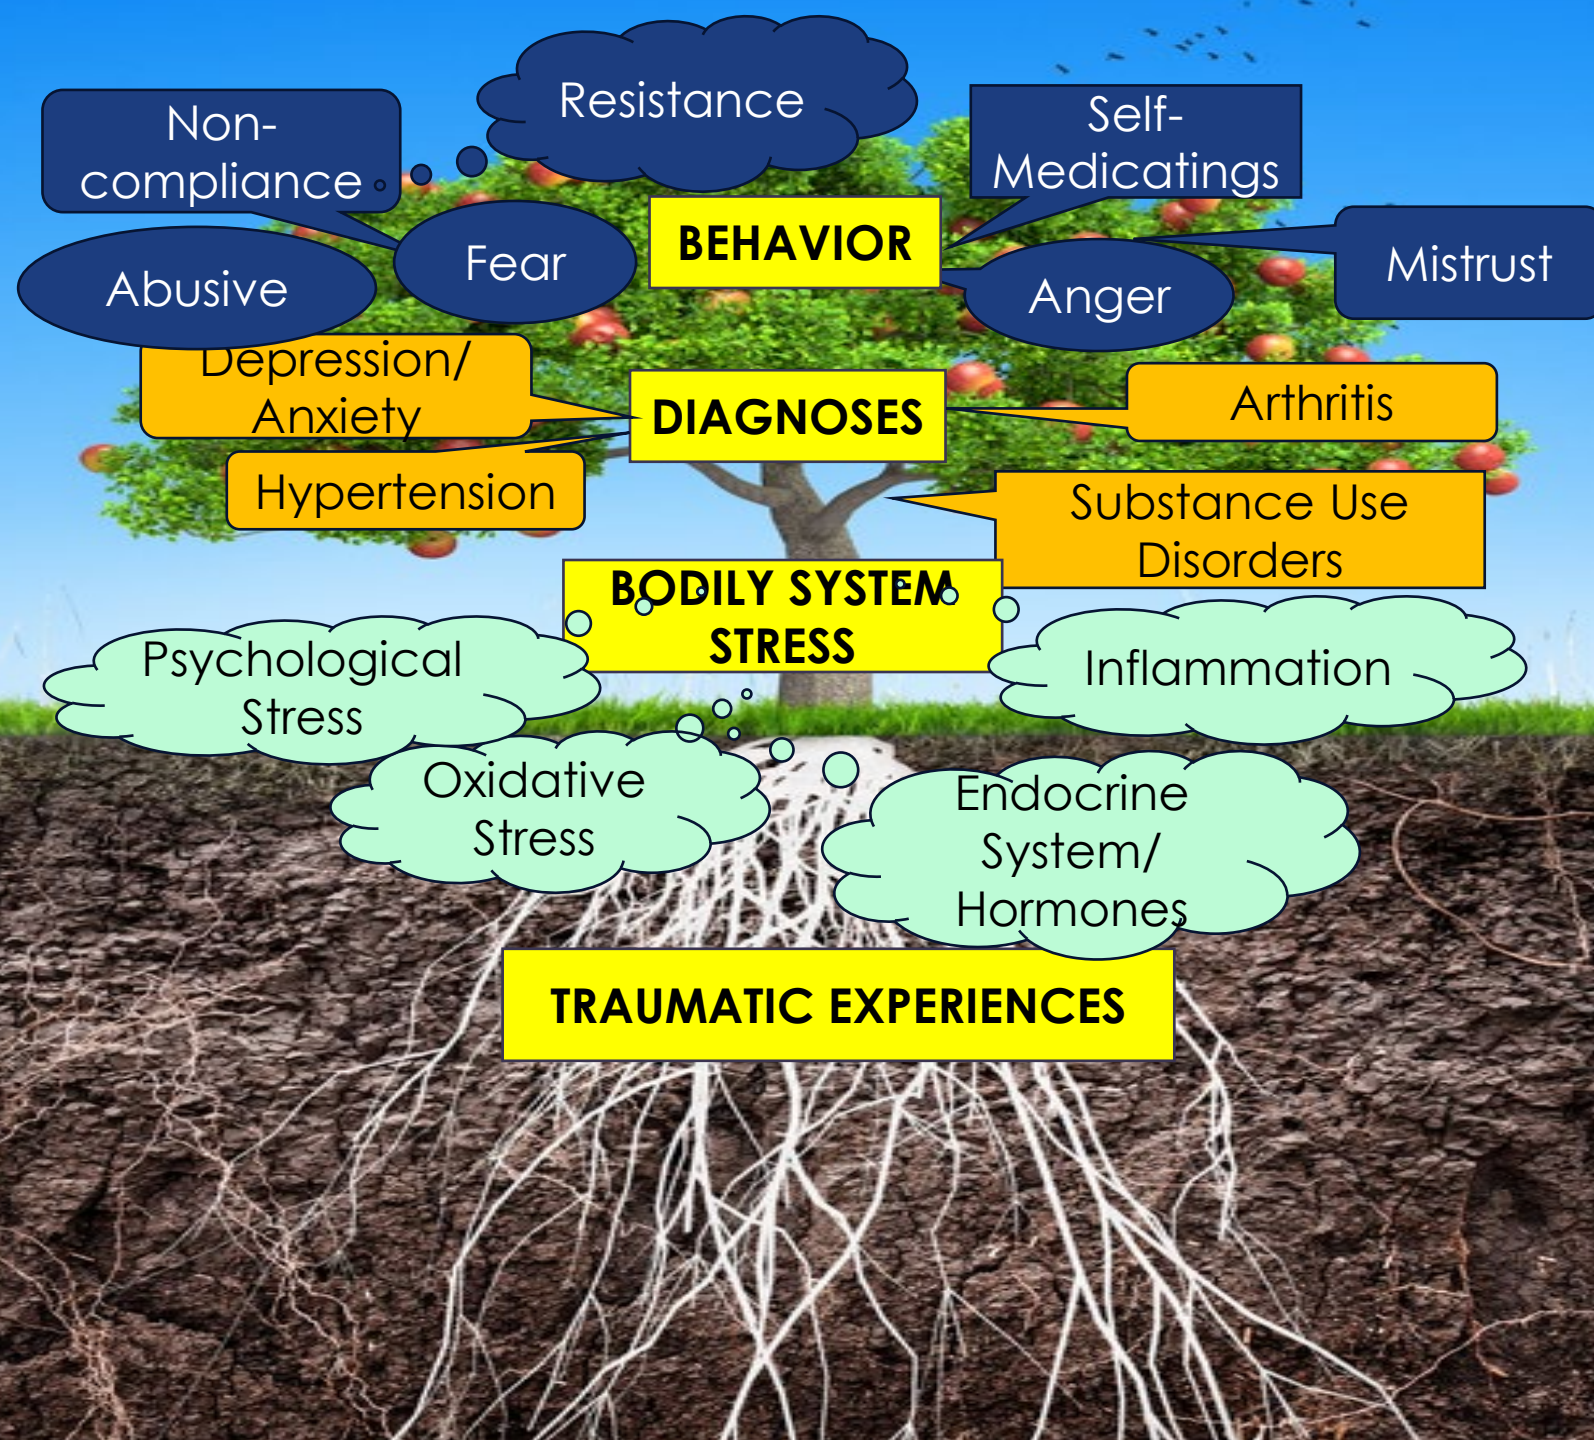 Resistance
Non-
compliance
Self-
Medicatings
BEHAVIOR
Fear
Abusive
Anger
Mistrust
Depression/
Anxiety
DIAGNOSES
Arthritis
Hypertension
Substance Use
Disorders
BODILY SYSTEM
STRESS
Psychological
Stress
Inflammation
Oxidative
Stress
Endocrine
System/
Hormones
TRAUMATIC EXPERIENCES